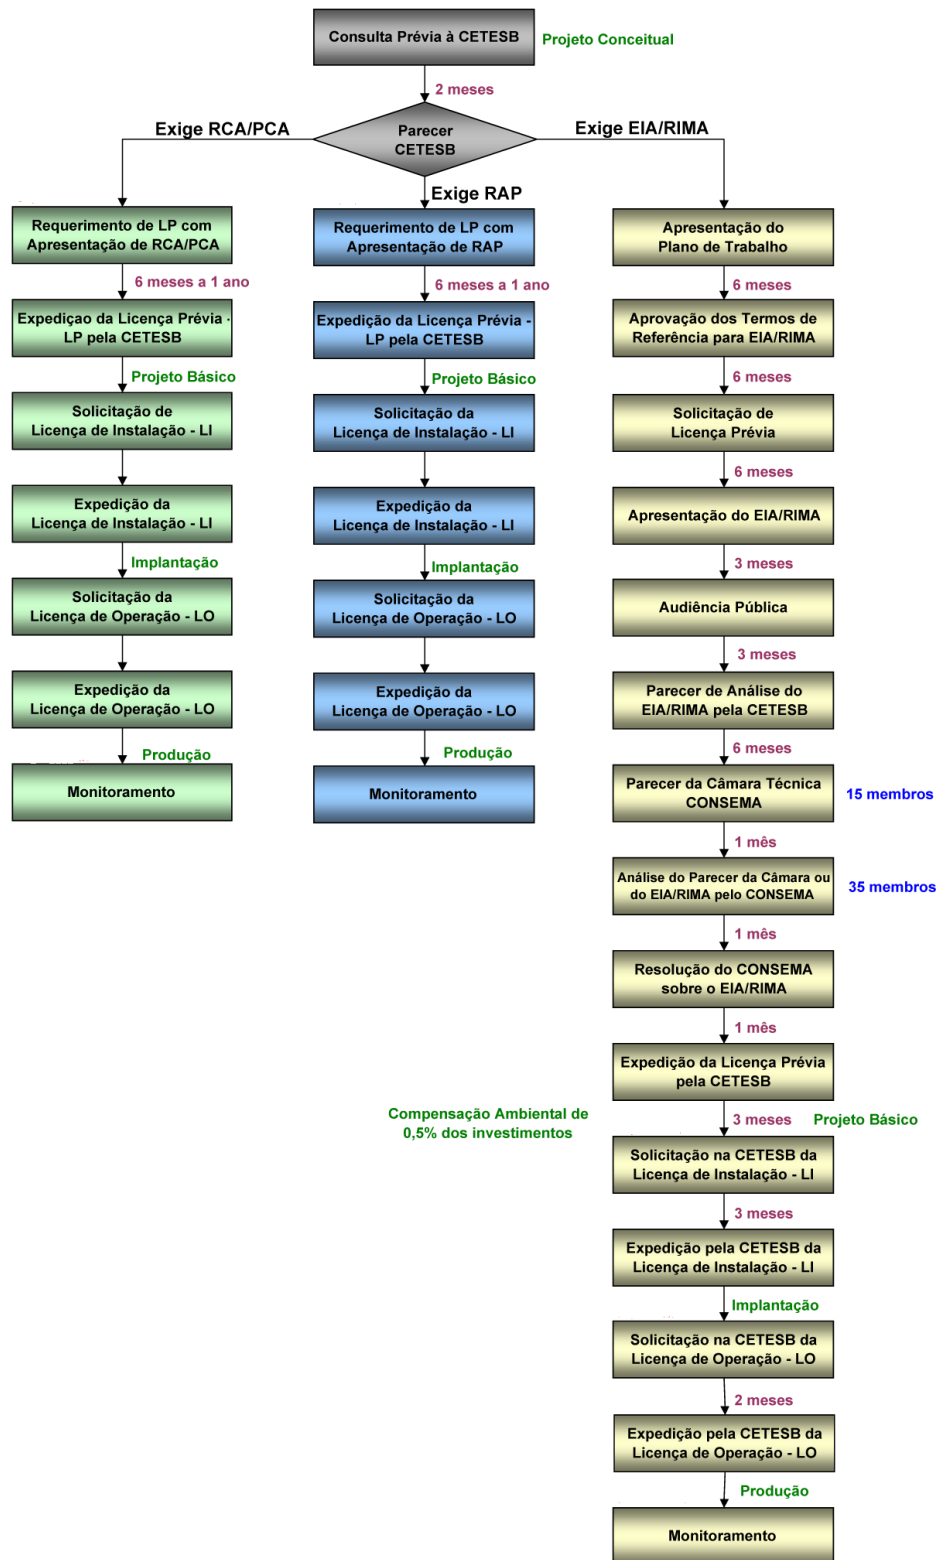 Consulta Prévia à CETESB
Projeto Conceitual
2 meses
Parecer
CETESB
Exige RCA/PCA
Exige EIA/RIMA
Exige RAP
Requerimento de LP com
Apresentação de RCA/PCA
6 meses a 1 ano
Expediçao da Licença Prévia -
LP pela CETESB
Projeto Básico
Solicitação de
Licença de Instalação - LI
Expedição da
Licença de Instalação - LI
Implantação
Solicitação da
Licença de Operação - LO
Expedição da
Licença de Operação - LO
Produção
Monitoramento
Requerimento de LP com
Apresentação de RAP
6 meses a 1 ano
Expedição da Licença Prévia -
LP pela CETESB
Projeto Básico
Solicitação da
Licença de Instalação - LI
Expedição da
Licença de Instalação - LI
Implantação
Solicitação da
Licença de Operação - LO
Expedição da
Licença de Operação - LO
Produção
Monitoramento
Apresentação do
Plano de Trabalho
6 meses
Aprovação dos Termos de
Referência para EIA/RIMA
6 meses
Solicitação de
Licença Prévia
6 meses
Apresentação do EIA/RIMA
3 meses
Audiência Pública
3 meses
Parecer de Análise do
EIA/RIMA pela CETESB
6 meses
Parecer da Câmara Técnica
CONSEMA
15 membros
1 mês
Análise do Parecer da Câmara ou
do EIA/RIMA pelo CONSEMA
35 membros
1 mês
Resolução do CONSEMA
sobre o EIA/RIMA
1 mês
Expedição da Licença Prévia
pela CETESB
Compensação Ambiental de
0,5% dos investimentos
3 meses
Projeto Básico
Solicitação na CETESB da
Licença de Instalação - LI
3 meses
Expedição pela CETESB da
Licença de Instalação - LI
Implantação
Solicitação na CETESB da
Licença de Operação - LO
2 meses
Expedição pela CETESB da
Licença de Operação - LO
Produção
Monitoramento